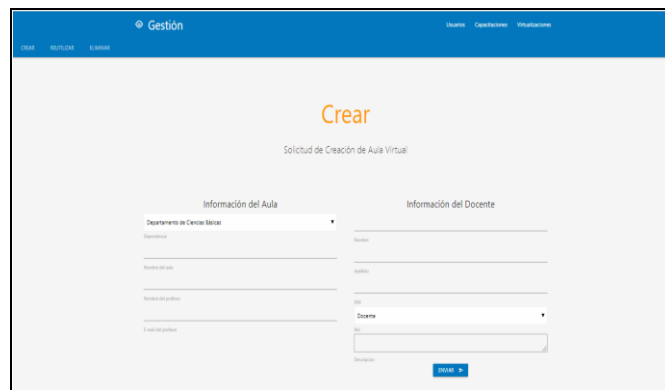 Gestión
Usuarios Capacitaciones Virtualizaciones
CREAR REUTILIZAR ELIMINAR
Crear
Solicitud de Creación de Aula Virtual
Información del Aula
Departamento de Ciencias Básicas
Dependencia
Nombre del aula
Nombre del profesor
E-mail del profesor
Información del Docente
Nombre
Apellido
Docente
Rol
Descripcion
ENVIAR